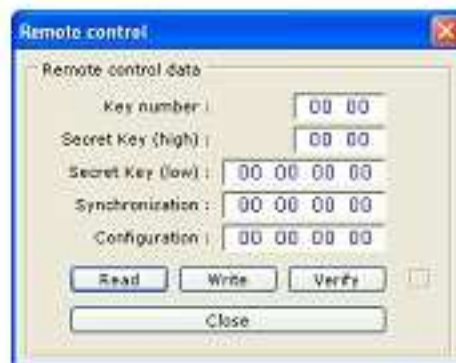 Remote control
Remote control data
Key number : 00 00
Secret Key (high) : 00 00
Secret Key (low) : 00 00 00 00
Synchronization : 00 00 00 00
Configuration : 00 00 00 00
Read Write Verify
Close